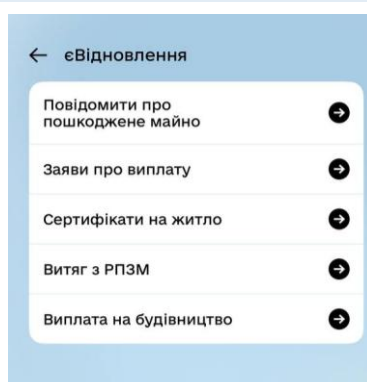 єВідновлення
Повідомити про
пошкоджене майно
Заяви про виплату
Сертифікати на житло
Витяг з РПЗМ
Виплата на будівництво